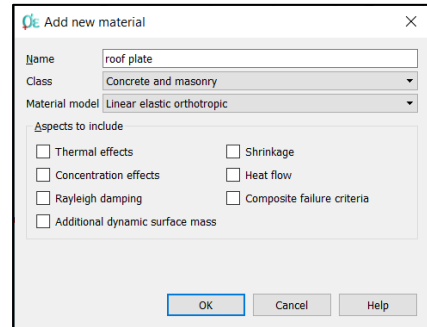 Add new material
Name roof plate
Class Concrete and masonry
Material model Linear elastic orthotropic
Aspects to include
Thermal effects Shrinkage
Concentration effects Heat flow
Rayleigh damping Composite failure criteria
Additional dynamic surface mass
OK Cancel Help